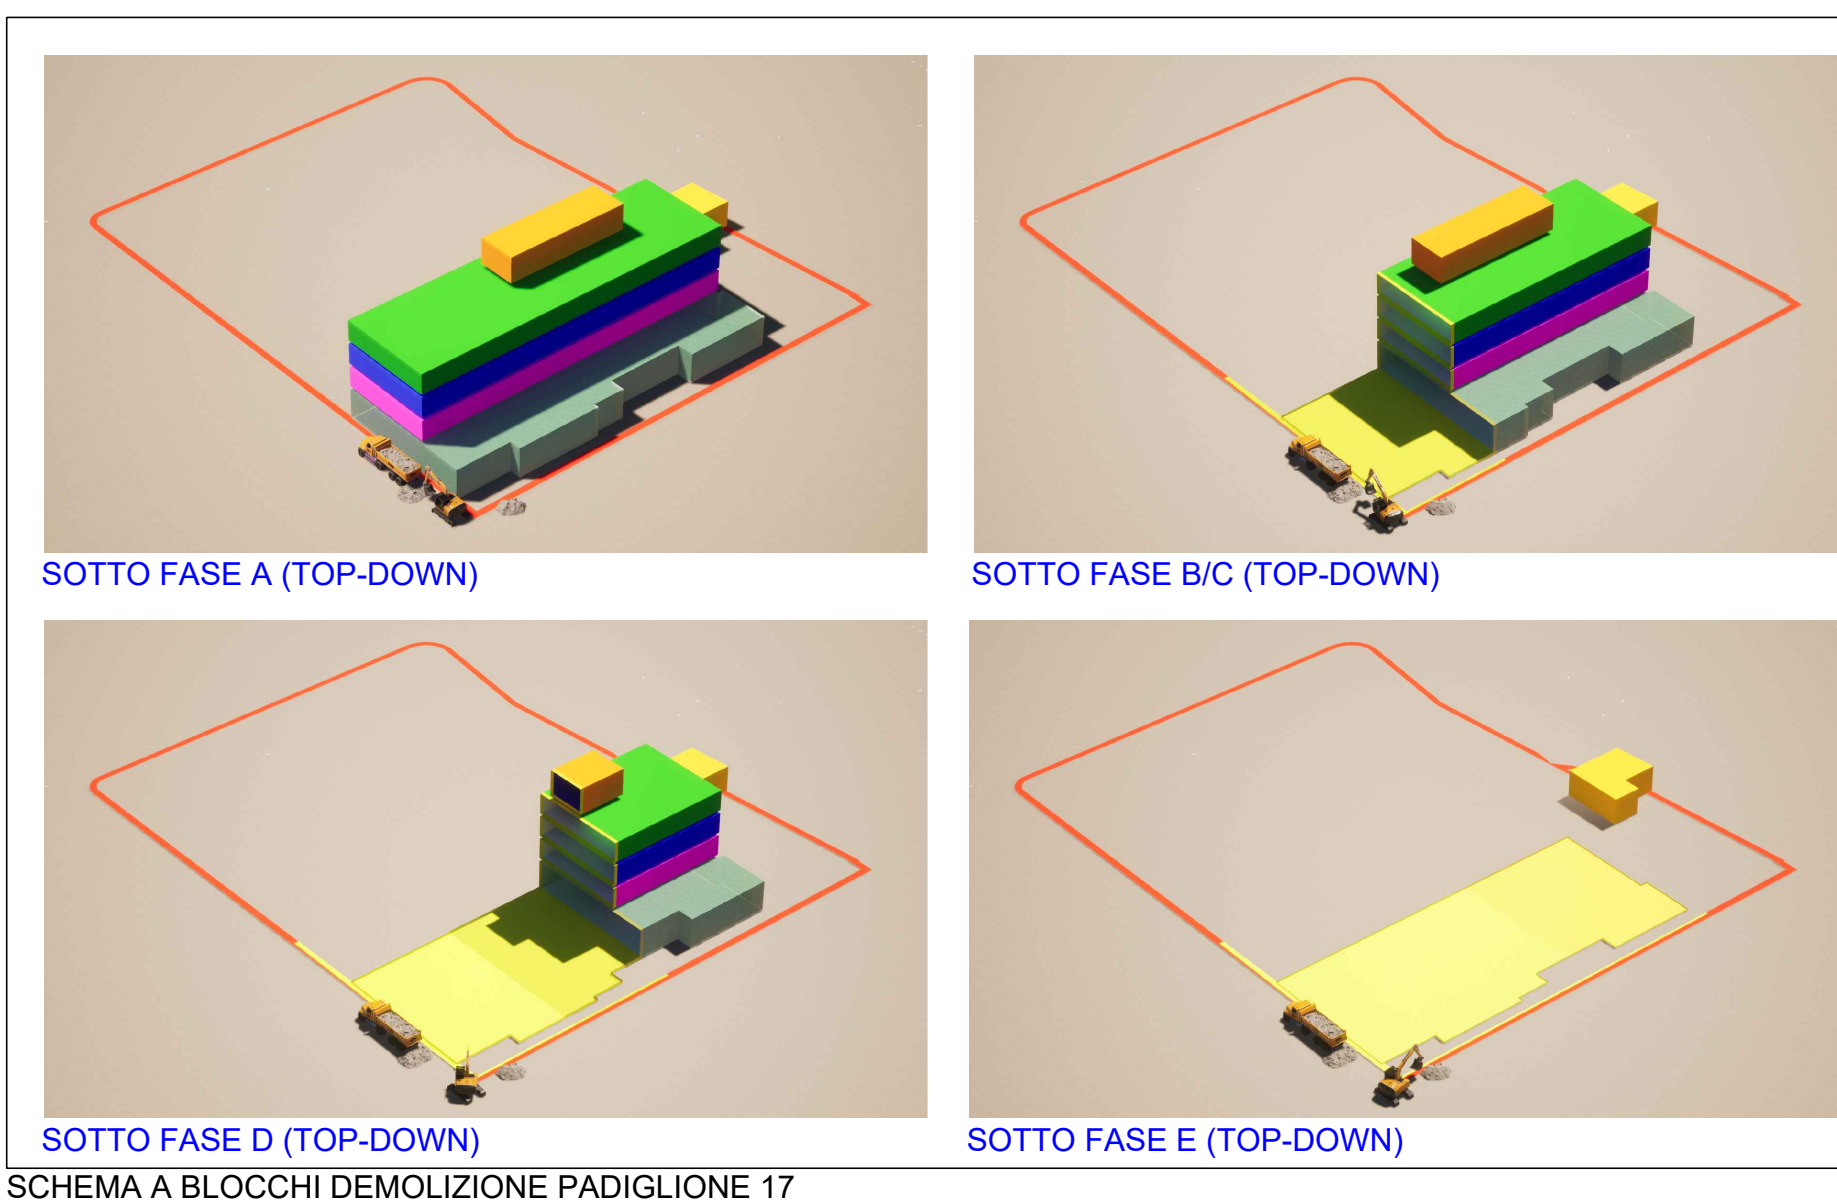 SOTTO FASE A (TOP-DOWN)
SOTTO FASE B/C (TOP-DOWN)
SOTTO FASE D (TOP-DOWN)
SOTTO FASE E (TOP-DOWN)
SCHEMA A BLOCCHI DEMOLIZIONE PADIGLIONE 17